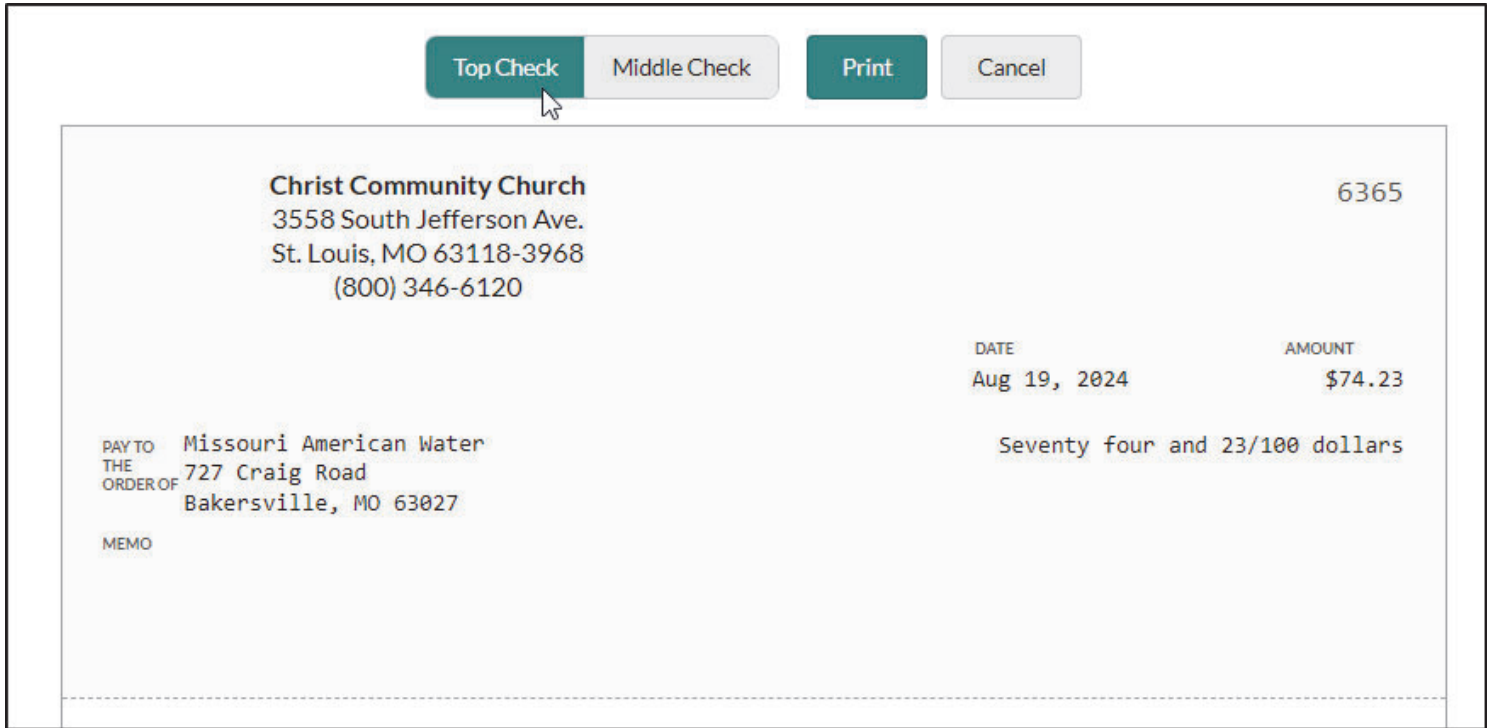 Top Check Middle Check Print Cancel
Christ Community Church
6365
3558 South Jefferson Ave.
St. Louis, MO 63118-3968
(800) 346-6120
DATE AMOUNT
Aug 19, 2024 $74.23
PAY TO
THE
ORDER OF
Missouri American Water
727 Craig Road
Bakersville, MO 63027
Seventy four and 23/100 dollars
MEMO